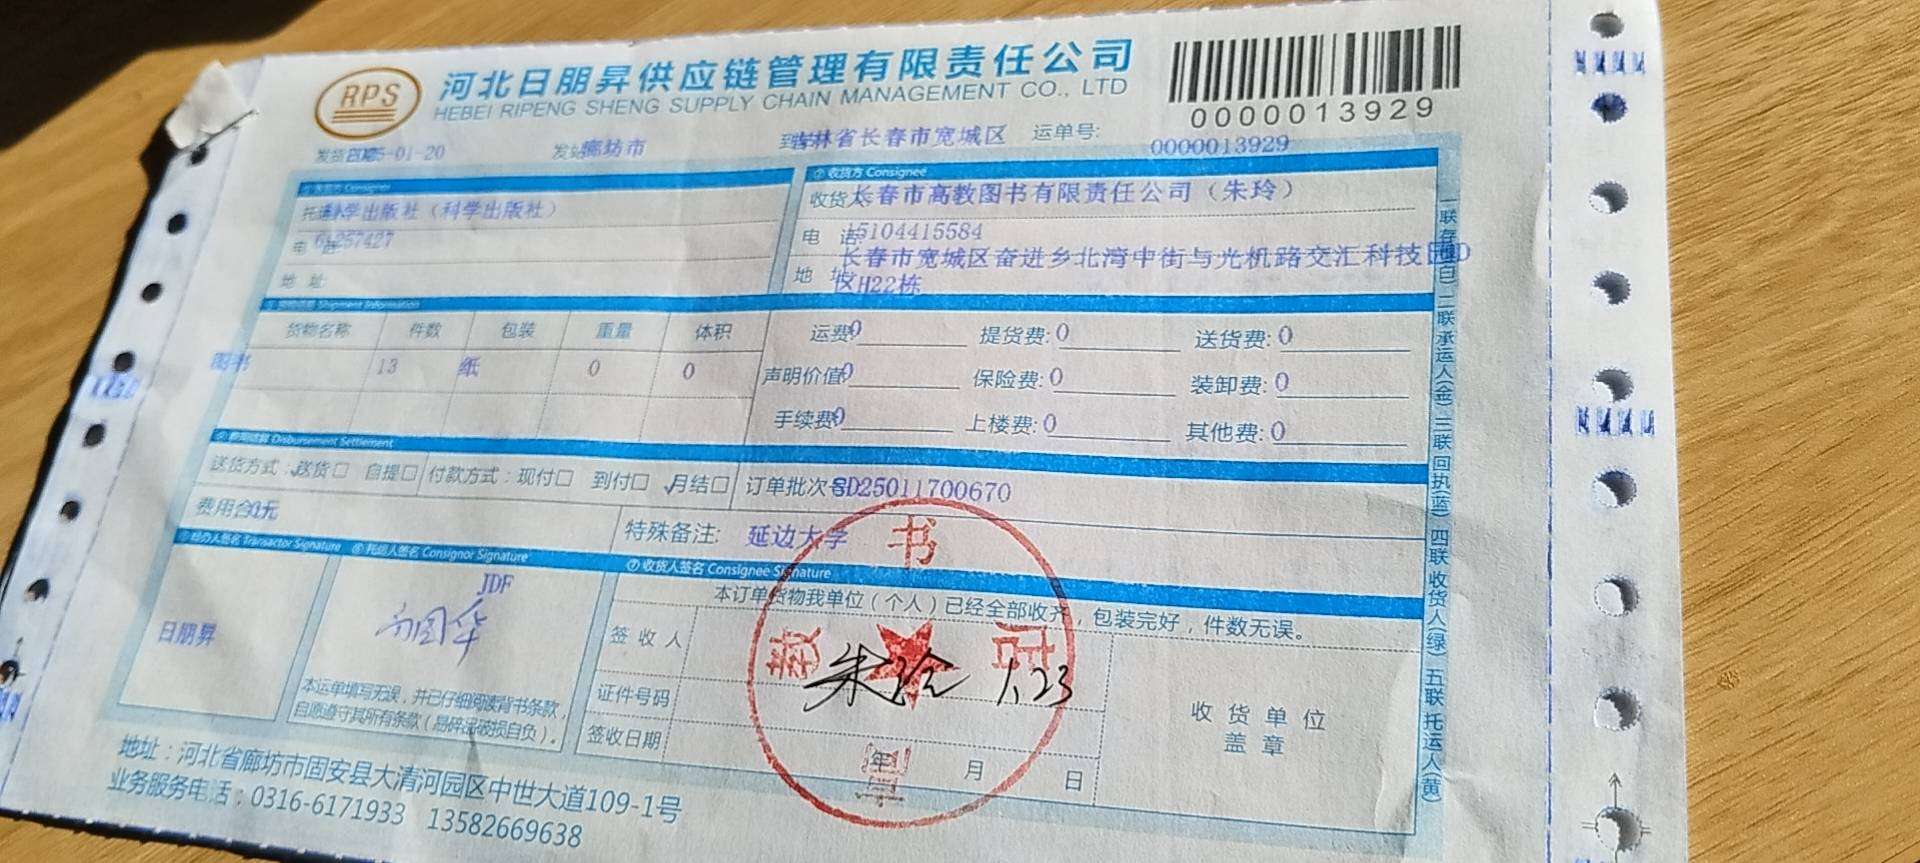 RPS
河北日朋昇供应链管理有限责任公司
HEBEI RIPENG SHENG SUPPLY CHAIN MANAGEMENT CO., LTD
0000013929
发货 -01-20 发站 廊坊市 到 吉林省长春市宽城区 运单号: 0000013929
Consignor
② 收货方 Consignee
托运 科学出版社（科学出版社）
收货人 长春市高教图书有限责任公司（朱玲）
电 话 61257427
电 话 15104415584
地 址
地 址 长春市宽城区奋进乡北湾中街与光机路交汇科技园D
区H22栋
Shipment Information
货物名称 件数 包装 重量 体积
图书 13 纸 0 0
运费 0 提货费: 0 送货费: 0
声明价值 0 保险费: 0 装卸费: 0
手续费 0 上楼费: 0 其他费: 0
Disbursement Settlement
送货方式：✓送货□ 自提□ 付款方式：现付□ 到付□ ✓月结□ 订单批次号 SD25011700670
费用合 0元
特殊备注: 延边大学
经办人签名 Transactor Signature ⑥ 托运人签名 Consignor Signature
⑦ 收货人签名 Consignee Signature
日朋昇
JDF
本运单填写无误，并已仔细阅读背书条款，
自愿遵守其所有条款（易碎品破损自负）。
本订单货物我单位（个人）已经全部收齐，包装完好，件数无误。
签 收 人
朱玲 1.23
证件号码
签收日期 年 月 日
收 货 单 位
盖 章
书
店
章
地址：河北省廊坊市固安县大清河园区中世大道109-1号
业务服务电话：0316-6171933 13582669638
一联存 (白) 二联承运人(金) 三联回执(蓝) 四联收货人(绿) 五联托运人(黄)